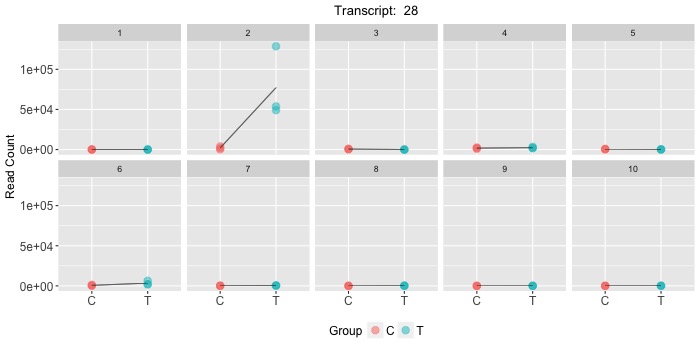 Transcript: 28
1 2 3 4 5
1e+05
5e+04
0e+00
Read Count
6 7 8 9 10
1e+05
5e+04
0e+00
C T C T C T C T C T
Group C T